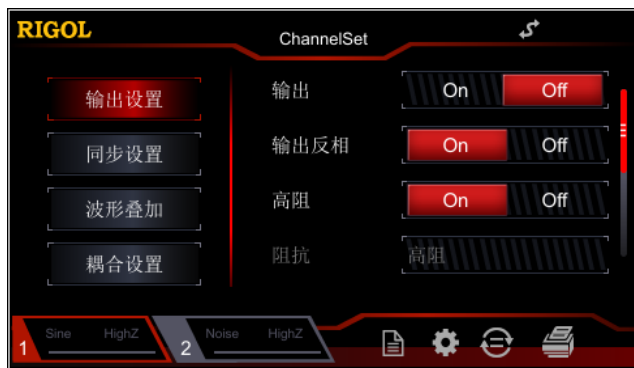 RIGOL
ChannelSet
输出设置
同步设置
波形叠加
耦合设置
输出 On Off
输出反相 On Off
高阻 On Off
阻抗 高阻
1 Sine HighZ 2 Noise HighZ